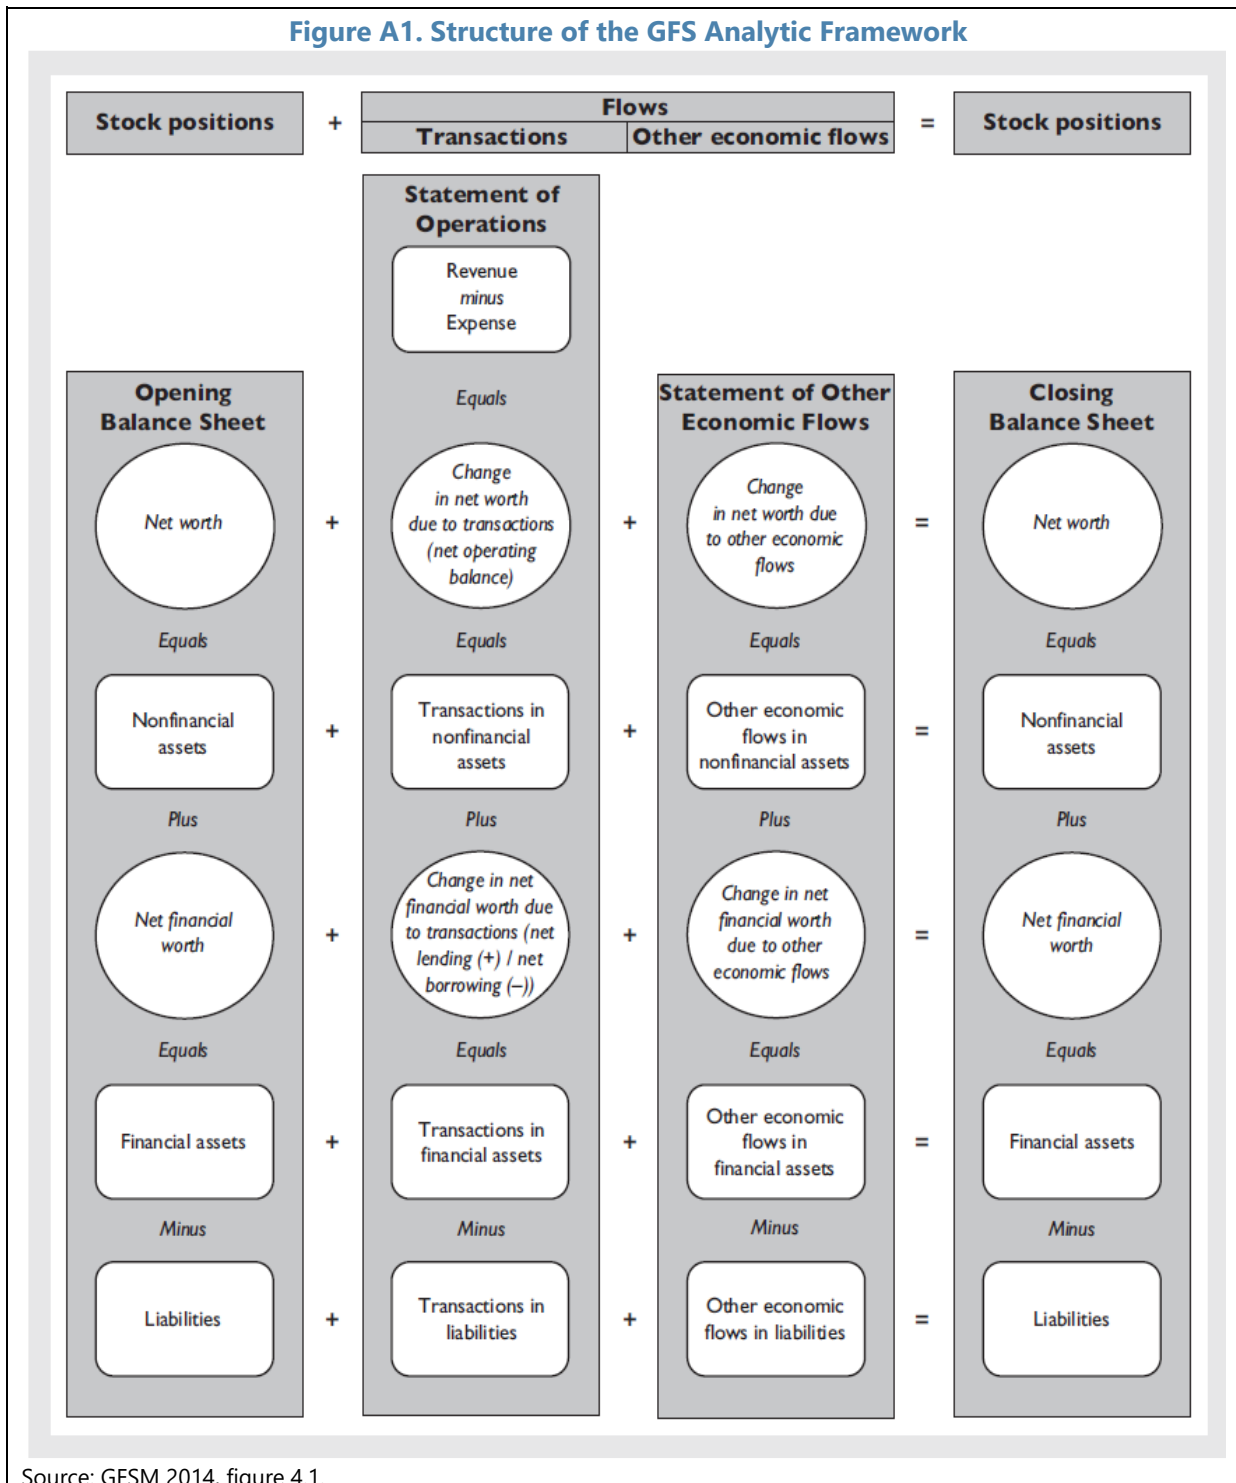 Figure A1. Structure of the GFS Analytic Framework
Stock positions
+
Flows
Transactions
Other economic flows
=
Stock positions
Statement of
Operations
Revenue
minus
Expense
Equals
Opening
Balance Sheet
Statement of Other
Economic Flows
Closing
Balance Sheet
Net worth
+
Change
in net worth
due to transactions
(net operating
balance)
+
Change
in net worth due
to other economic
flows
=
Net worth
Equals
Equals
Equals
Equals
Nonfinancial
assets
+
Transactions in
nonfinancial
assets
+
Other economic
flows in
nonfinancial assets
=
Nonfinancial
assets
Plus
Plus
Plus
Plus
Net financial
worth
+
Change in net
financial worth due
to transactions (net
lending (+) / net
borrowing (–))
+
Change in net
financial worth
due to other
economic flows
=
Net financial
worth
Equals
Equals
Equals
Equals
Financial assets
+
Transactions in
financial assets
+
Other economic
flows in
financial assets
=
Financial assets
Minus
Minus
Minus
Minus
Liabilities
+
Transactions in
liabilities
+
Other economic
flows in liabilities
=
Liabilities
Source: GFSM 2014, figure 4.1